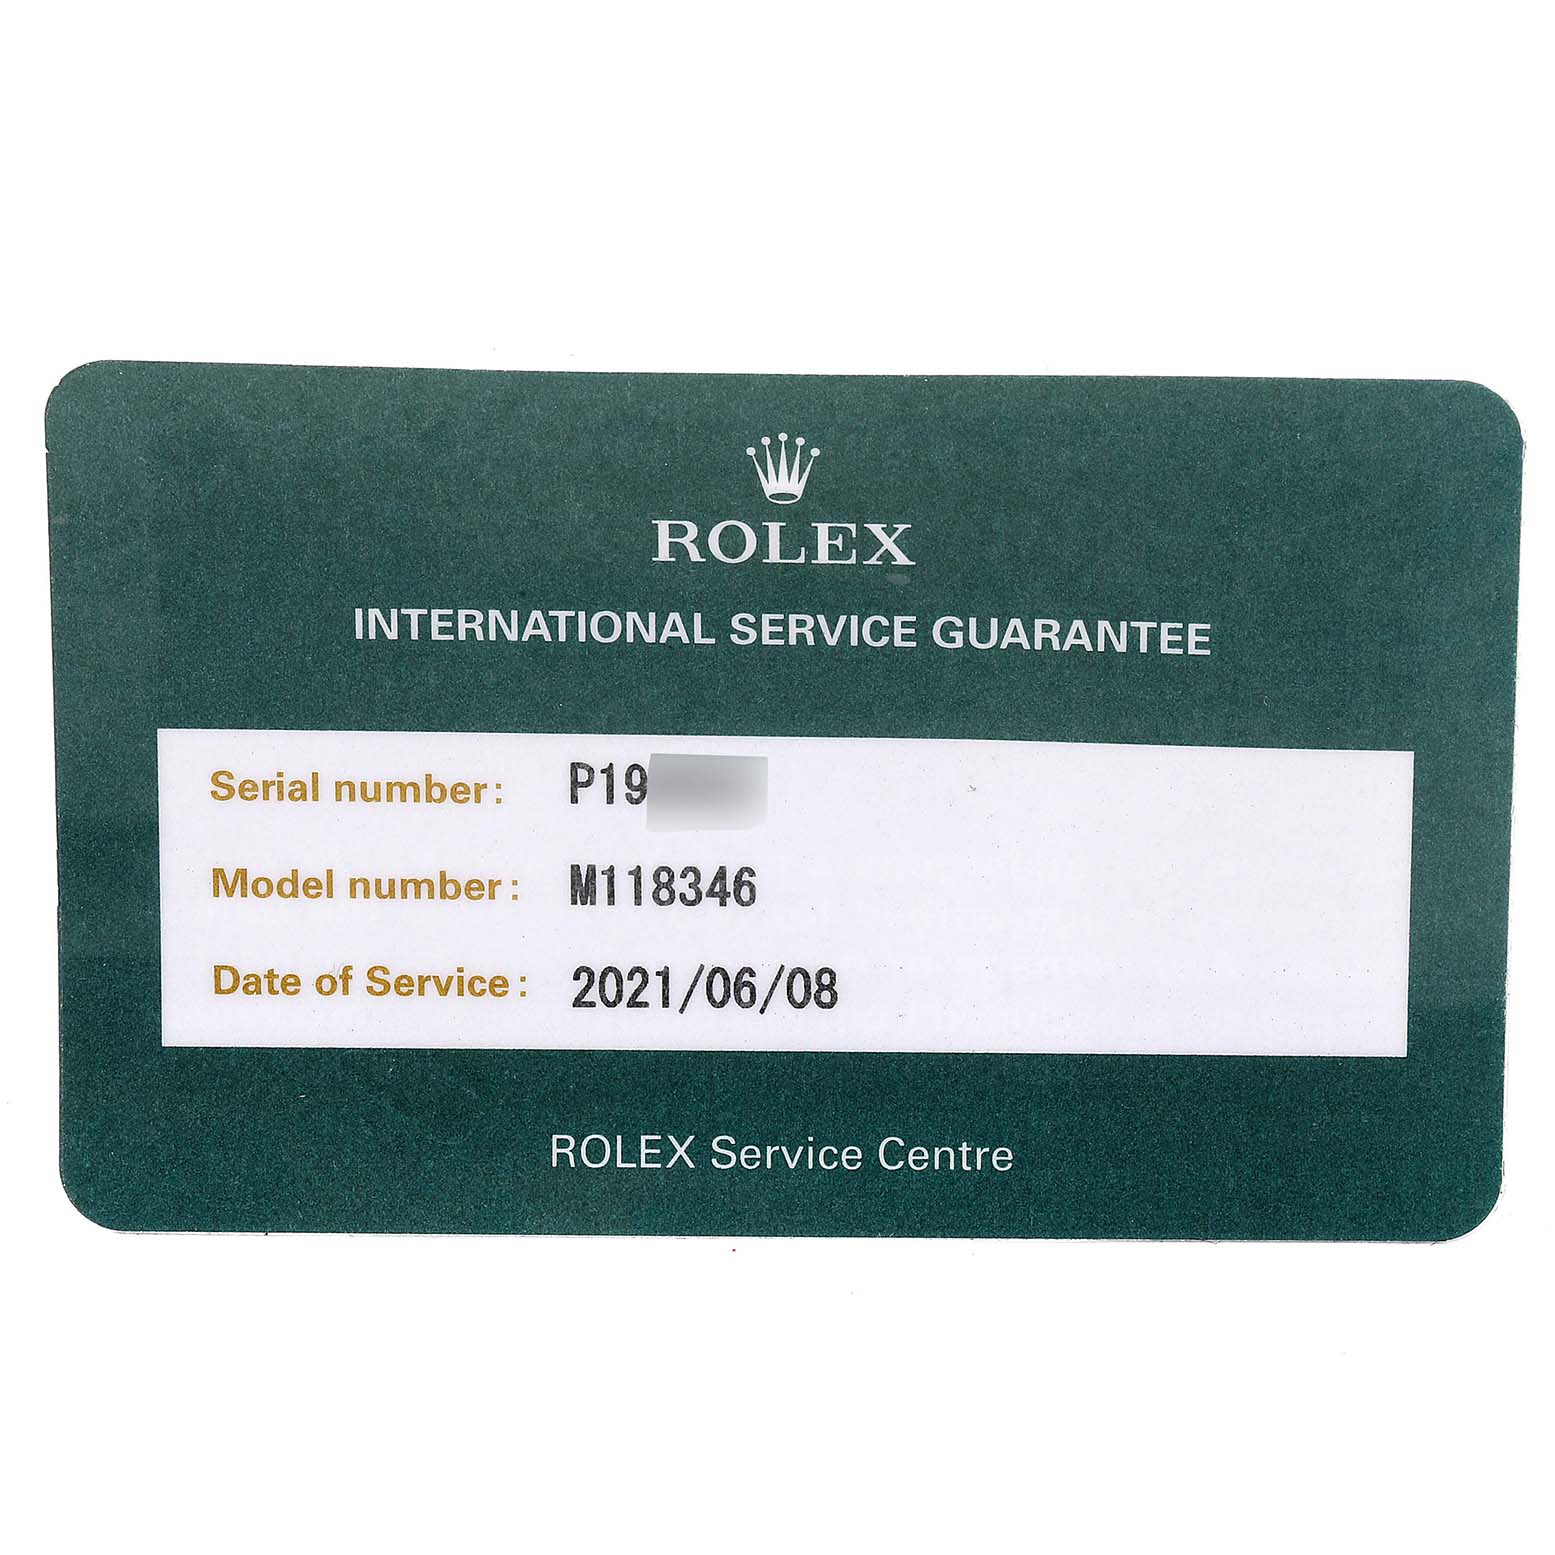 ROLEX
INTERNATIONAL SERVICE GUARANTEE
Serial number: P19
Model number: M118346
Date of Service: 2021/06/08
ROLEX Service Centre